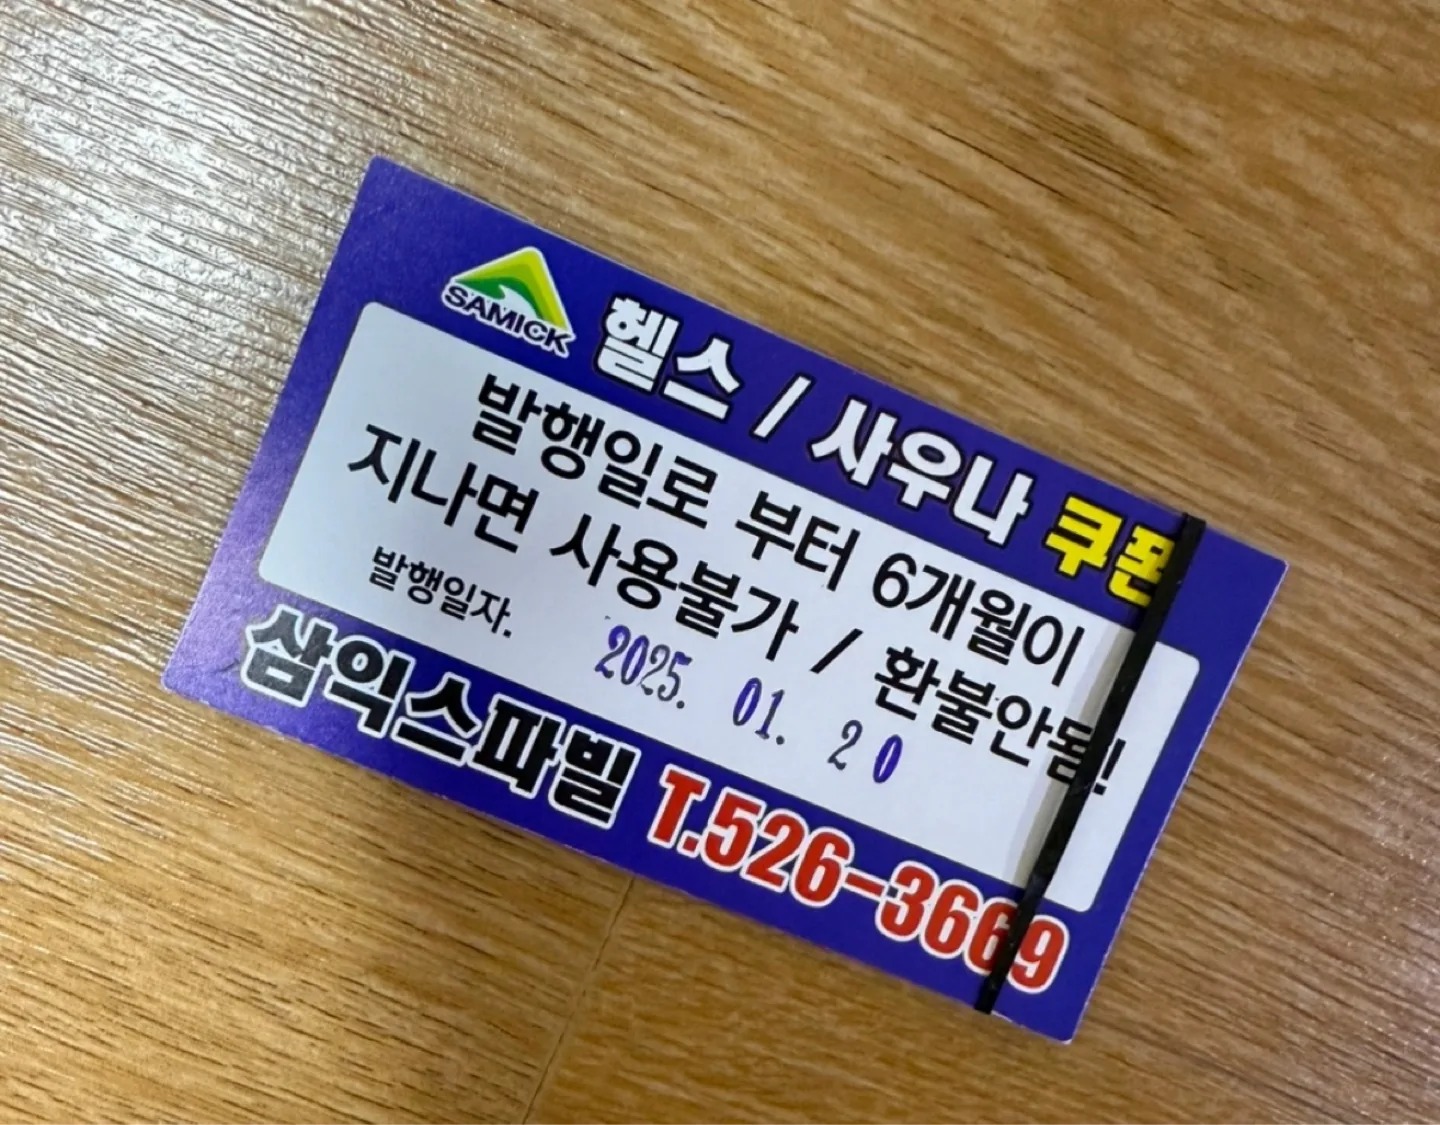 SAMICK
헬스 / 사우나 쿠폰
발행일로 부터 6개월이
지나면 사용불가 / 환불안됨!
발행일자. 2025. 01. 20
삼익스파빌 T.526-3669